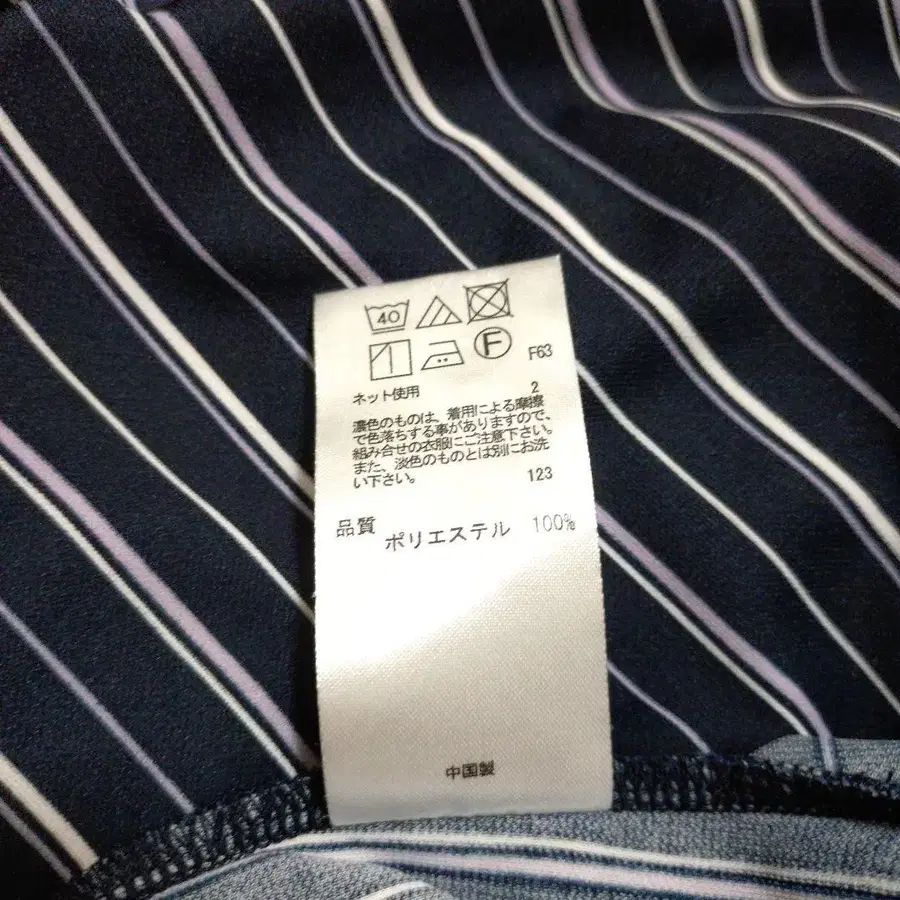 40
F
F63
ネット使用 2
濃色のものは、着用による摩擦
で色落ちする事がありますので、
組み合せの衣服にご注意下さい。
また、淡色のものとは別にお洗
い下さい。 123
品質 ポリエステル 100%
中国製